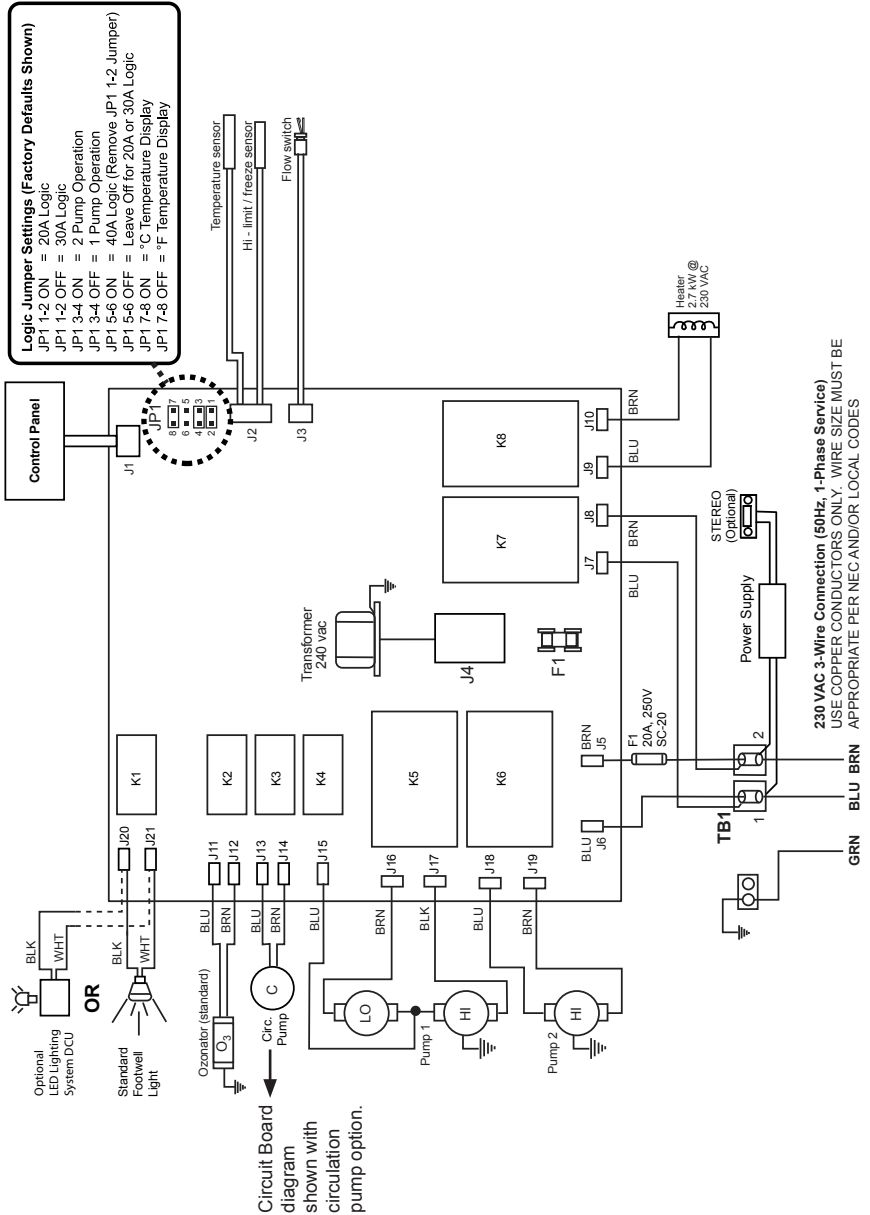 Logic Jumper Settings (Factory Defaults Shown)
JP1 1-2 ON = 20A Logic
JP1 1-2 OFF = 30A Logic
JP1 3-4 ON = 2 Pump Operation
JP1 3-4 OFF = 1 Pump Operation
JP1 5-6 ON = 40A Logic (Remove JP1 1-2 Jumper)
JP1 5-6 OFF = Leave Off for 20A or 30A Logic
JP1 7-8 ON = °C Temperature Display
JP1 7-8 OFF = °F Temperature Display
Control Panel
J1
JP1
8 7
6 5
4 3
2 1
J2
J3
Temperature sensor
Hi - limit / freeze sensor
Flow switch
Optional
LED Lighting
System DCU
BLK
WHT
OR
Standard
Footwell
Light
BLK
WHT
J20
J21
K1
Ozonator (standard)
O3
BLU
BRN
J11
J12
K2
C
Circ.
Pump
BLU
BRN
J13
J14
K3
Circuit Board
diagram
shown with
circulation
pump option.
BLU
J15
K4
LO
HI
Pump 1
BRN
J16
BLK
J17
K5
HI
Pump 2
BLU
J18
BRN
J19
K6
Transformer
240 vac
J4
F1
K7
K8
J10
BRN
J9
BLU
J8
BRN
J7
BLU
Heater
2.7 kW @
230 VAC
BRN
J5
F1
20A, 250V
SC-20
BLU
J6
TB1
1
2
STEREO
(Optional)
Power Supply
GRN
BLU
BRN
230 VAC 3-Wire Connection (50Hz, 1-Phase Service)
USE COPPER CONDUCTORS ONLY. WIRE SIZE MUST BE
APPROPRIATE PER NEC AND/OR LOCAL CODES